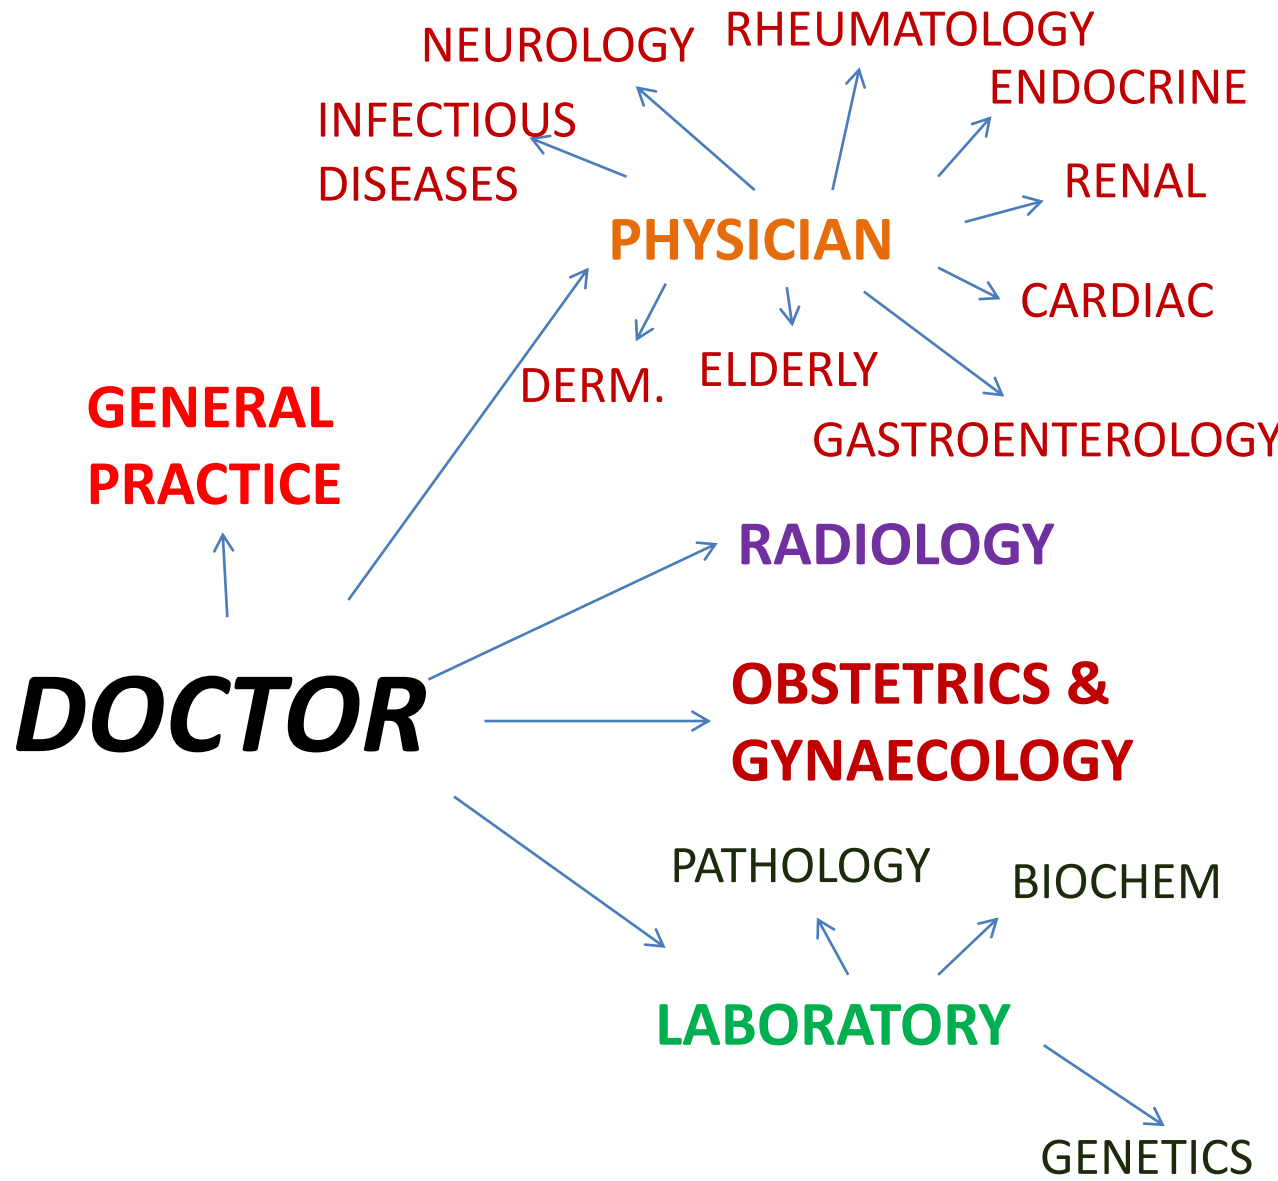 NEUROLOGY
RHEUMATOLOGY
ENDOCRINE
INFECTIOUS
DISEASES
RENAL
PHYSICIAN
CARDIAC
DERM.
ELDERLY
GASTROENTEROLOGY
GENERAL
PRACTICE
RADIOLOGY
DOCTOR
OBSTETRICS &
GYNAECOLOGY
PATHOLOGY
BIOCHEM
LABORATORY
GENETICS